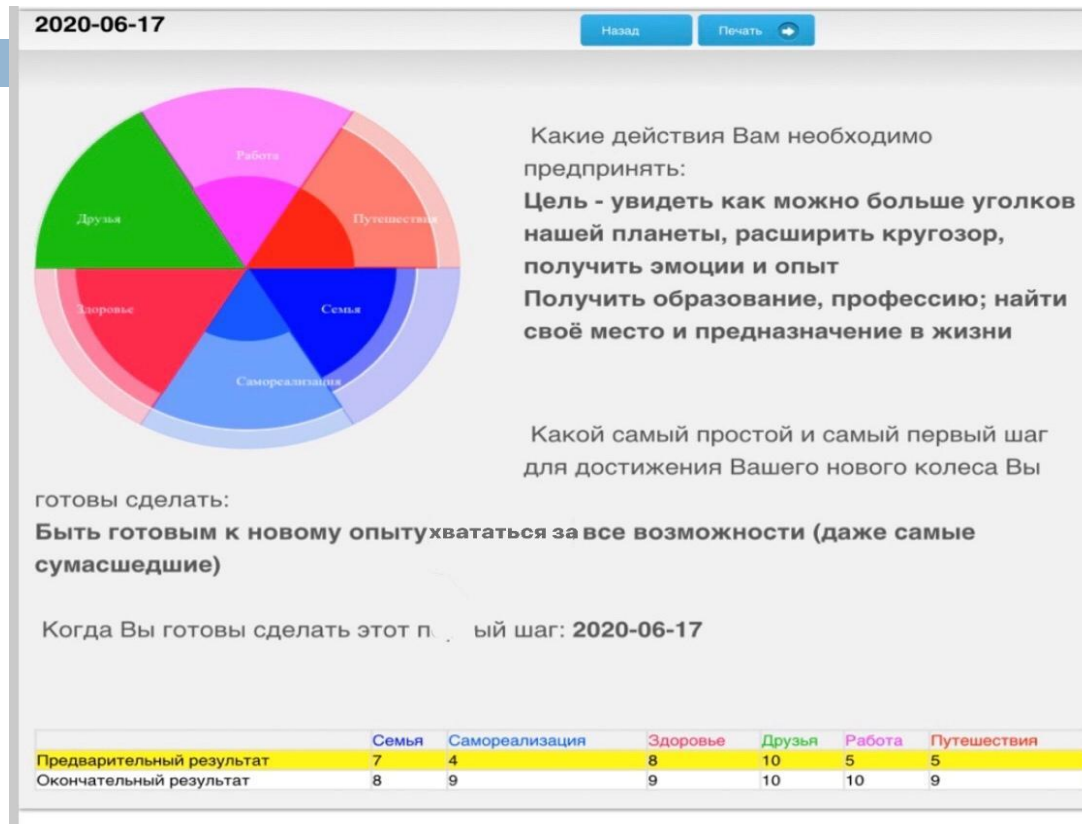 2020-06-17
Назад
Печать
Работа
Друзья
Путешествия
Здоровье
Семья
Самореализация
Какие действия Вам необходимо
предпринять:
Цель - увидеть как можно больше уголков
нашей планеты, расширить кругозор,
получить эмоции и опыт
Получить образование, профессию; найти
своё место и предназначение в жизни
Какой самый простой и самый первый шаг
для достижения Вашего нового колеса Вы
готовы сделать:
Быть готовым к новому опыту хвататься за все возможности (даже самые
сумасшедшие)
Когда Вы готовы сделать этот п ый шаг: 2020-06-17
Семья Самореализация Здоровье Друзья Работа Путешествия
Предварительный результат 7 4 8 10 5 5
Окончательный результат 8 9 9 10 10 9